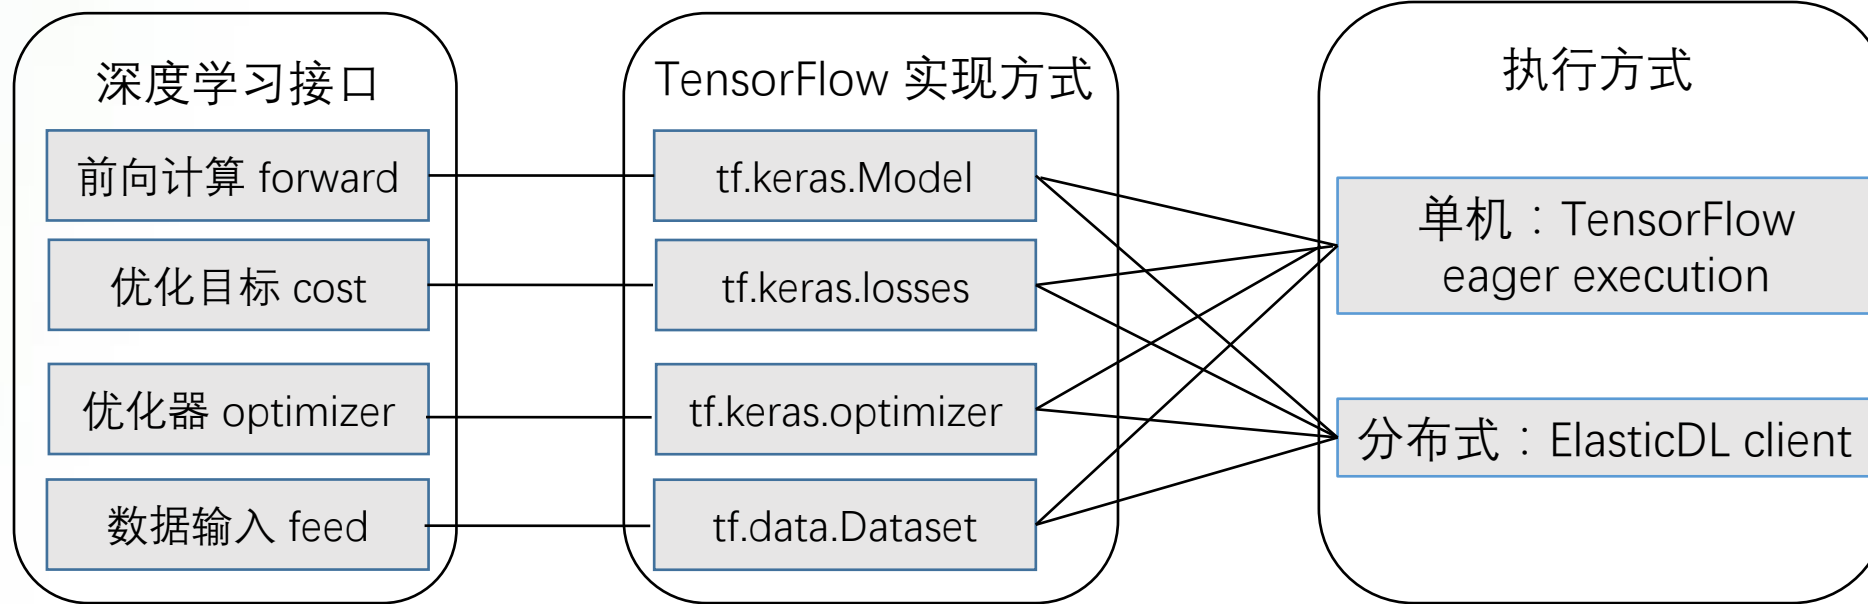 深度学习接口
前向计算 forward
优化目标 cost
优化器 optimizer
数据输入 feed
TensorFlow 实现方式
tf.keras.Model
tf.keras.losses
tf.keras.optimizer
tf.data.Dataset
执行方式
单机：TensorFlow
eager execution
分布式：ElasticDL client